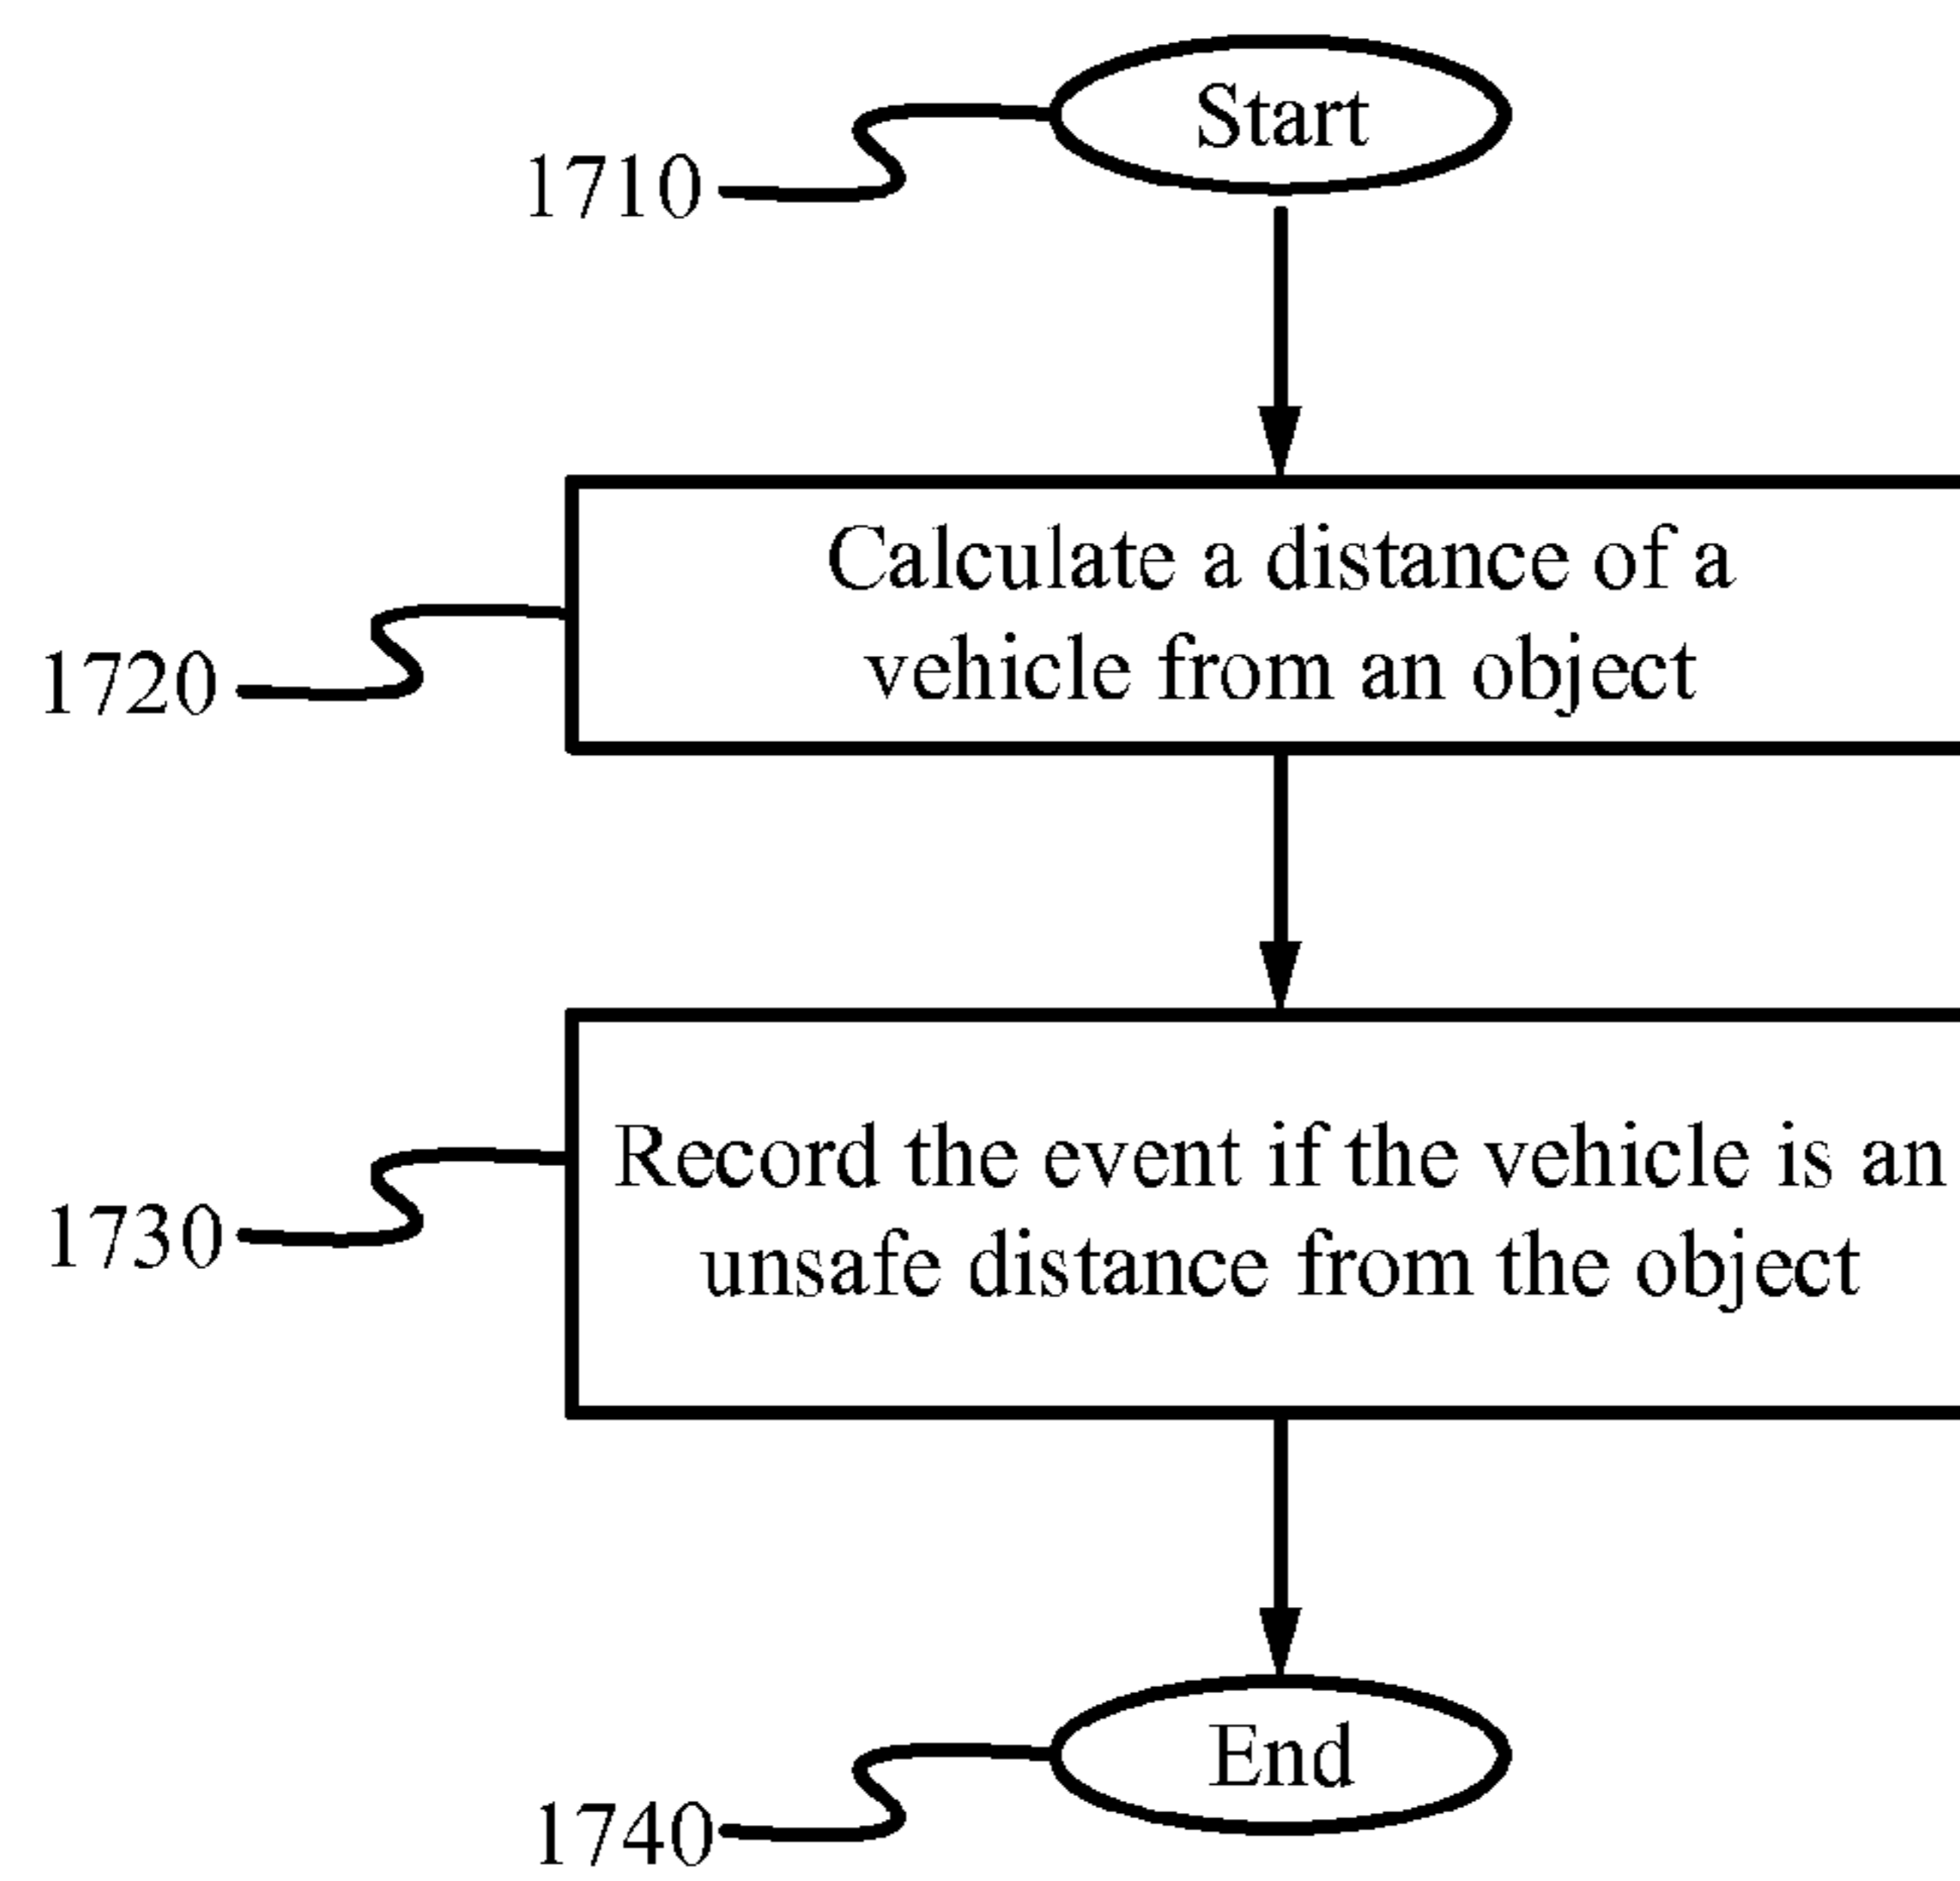 Start
1710
Calculate a distance of a
vehicle from an object
1720
Record the event if the vehicle is an
unsafe distance from the object
1730
End
1740